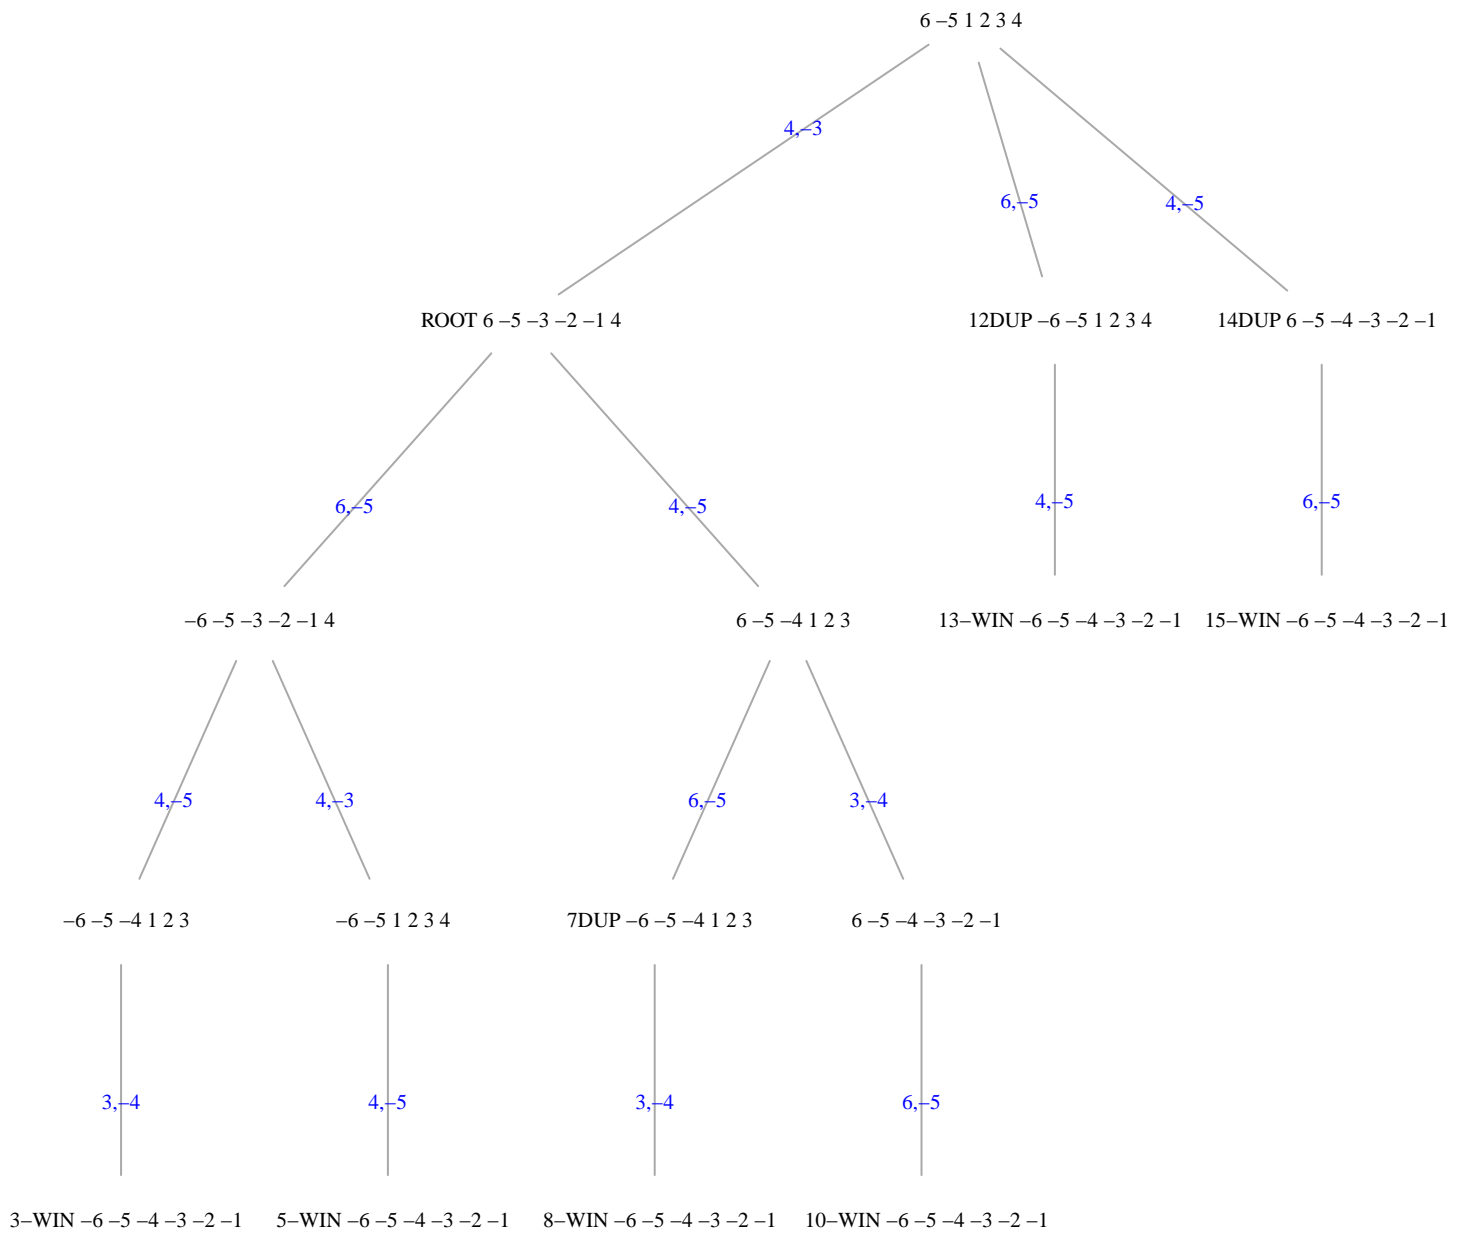 6 –5 1 2 3 4
4,–3
6,–5
4,–5
ROOT 6 –5 –3 –2 –1 4
12DUP –6 –5 1 2 3 4
14DUP 6 –5 –4 –3 –2 –1
6,–5
4,–5
4,–5
6,–5
–6 –5 –3 –2 –1 4
6 –5 –4 1 2 3
13–WIN –6 –5 –4 –3 –2 –1
15–WIN –6 –5 –4 –3 –2 –1
4,–5
4,–3
6,–5
3,–4
–6 –5 –4 1 2 3
–6 –5 1 2 3 4
7DUP –6 –5 –4 1 2 3
6 –5 –4 –3 –2 –1
3,–4
4,–5
3,–4
6,–5
3–WIN –6 –5 –4 –3 –2 –1
5–WIN –6 –5 –4 –3 –2 –1
8–WIN –6 –5 –4 –3 –2 –1
10–WIN –6 –5 –4 –3 –2 –1